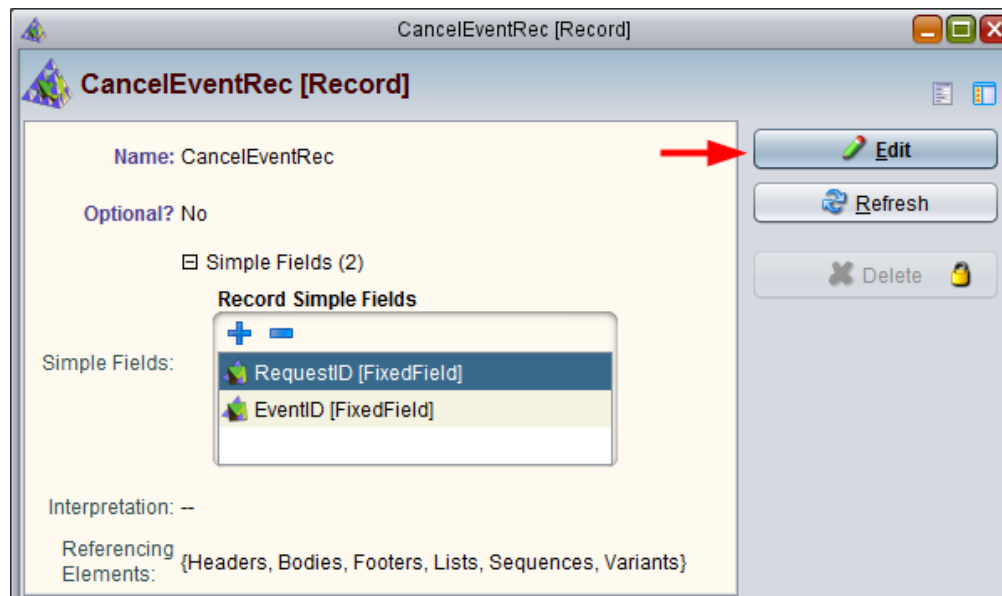 CancelEventRec [Record]
CancelEventRec [Record]
Name: CancelEventRec
Edit
Optional? No
Refresh
Simple Fields (2)
Delete
Record Simple Fields
Simple Fields:
RequestID [FixedField]
EventID [FixedField]
Interpretation: --
Referencing
Elements: {Headers, Bodies, Footers, Lists, Sequences, Variants}